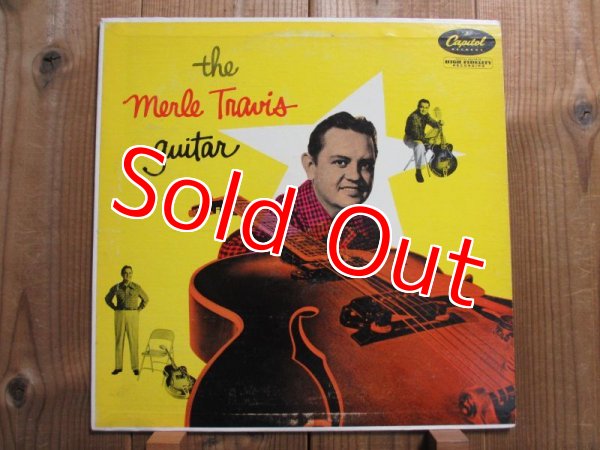 the
Merle Travis
guitar
Capitol
RECORDS
HIGH FIDELITY
RECORDING
Sold Out